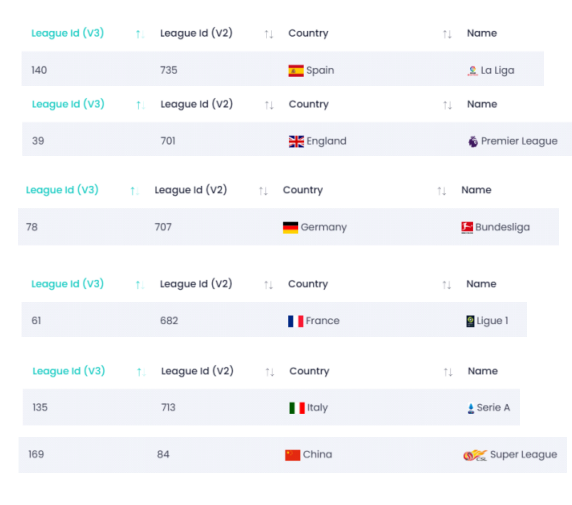 League Id (V3) League Id (V2) Country Name
140 735 Spain La Liga
League Id (V3) League Id (V2) Country Name
39 701 England Premier League
League Id (V3) League Id (V2) Country Name
78 707 Germany Bundesliga
League Id (V3) League Id (V2) Country Name
61 682 France Ligue 1
League Id (V3) League Id (V2) Country Name
135 713 Italy Serie A
169 84 China Super League